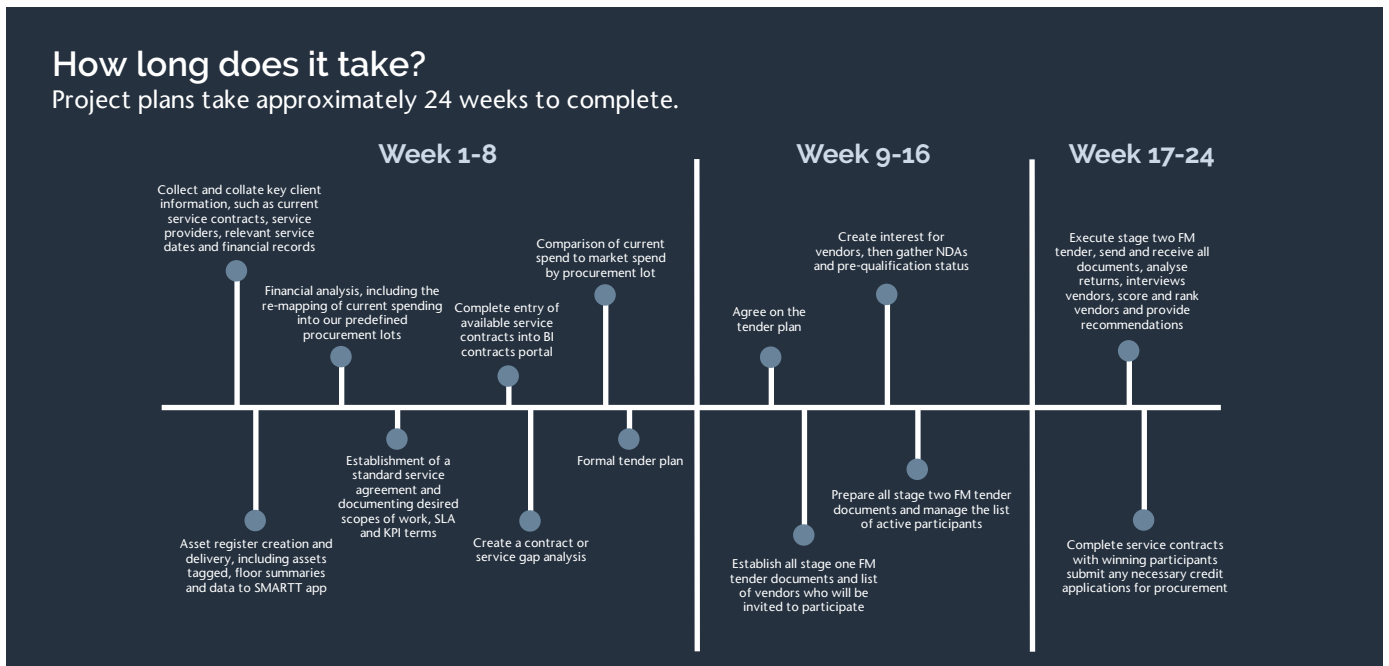 How long does it take?
Project plans take approximately 24 weeks to complete.
Week 1-8
Collect and collate key client
information, such as current
service contracts, service
providers, relevant service
dates and financial records
Asset register creation and
delivery, including assets
tagged, floor summaries
and data to SMARTT app
Financial analysis, including the
re-mapping of current spending
into our predefined
procurement lots
Establishment of a
standard service
agreement and
documenting desired
scopes of work, SLA
and KPI terms
Complete entry of
available service
contracts into BI
contracts portal
Create a contract or
service gap analysis
Comparison of current
spend to market spend
by procurement lot
Formal tender plan
Week 9-16
Agree on the
tender plan
Establish all stage one FM
tender documents and list
of vendors who will be
invited to participate
Create interest for
vendors, then gather NDAs
and pre-qualification status
Prepare all stage two FM tender
documents and manage the list
of active participants
Week 17-24
Execute stage two FM
tender, send and receive all
documents, analyse
returns, interviews
vendors, score and rank
vendors and provide
recommendations
Complete service contracts
with winning participants
submit any necessary credit
applications for procurement